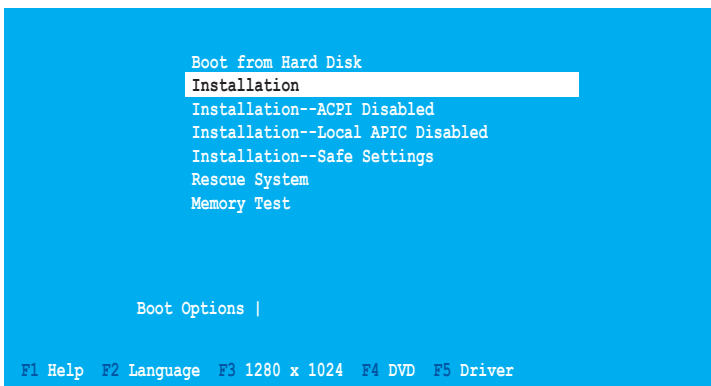 Boot from Hard Disk
Installation
Installation--ACPI Disabled
Installation--Local APIC Disabled
Installation--Safe Settings
Rescue System
Memory Test
Boot Options |
F1 Help F2 Language F3 1280 x 1024 F4 DVD F5 Driver